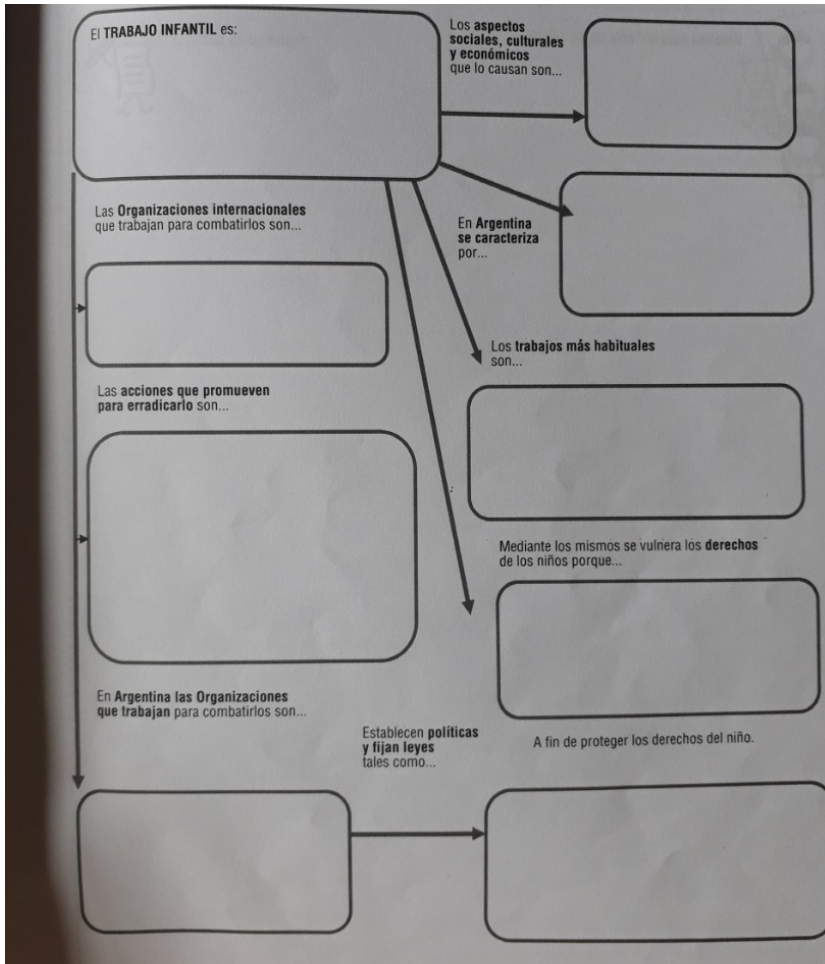 El TRABAJO INFANTIL es:
Los aspectos
sociales, culturales
y económicos
que lo causan son...
Las Organizaciones internacionales
que trabajan para combatirlos son...
En Argentina
se caracteriza
por...
Los trabajos más habituales
son...
Las acciones que promueven
para erradicarlo son...
Mediante los mismos se vulnera los derechos
de los niños porque...
En Argentina las Organizaciones
que trabajan para combatirlos son...
Establecen políticas
y fijan leyes
tales como...
A fin de proteger los derechos del niño.